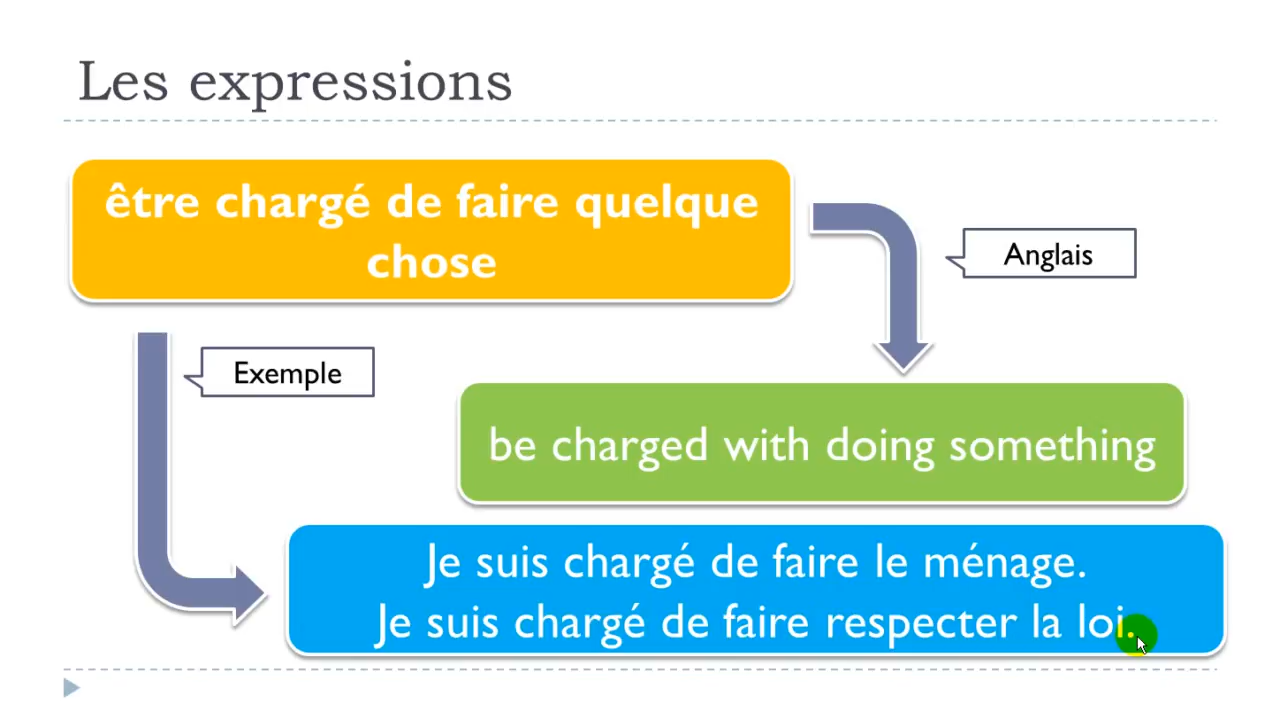 Les expressions
être chargé de faire quelque
chose
Anglais
Exemple
be charged with doing something
Je suis chargé de faire le ménage.
Je suis chargé de faire respecter la loi.